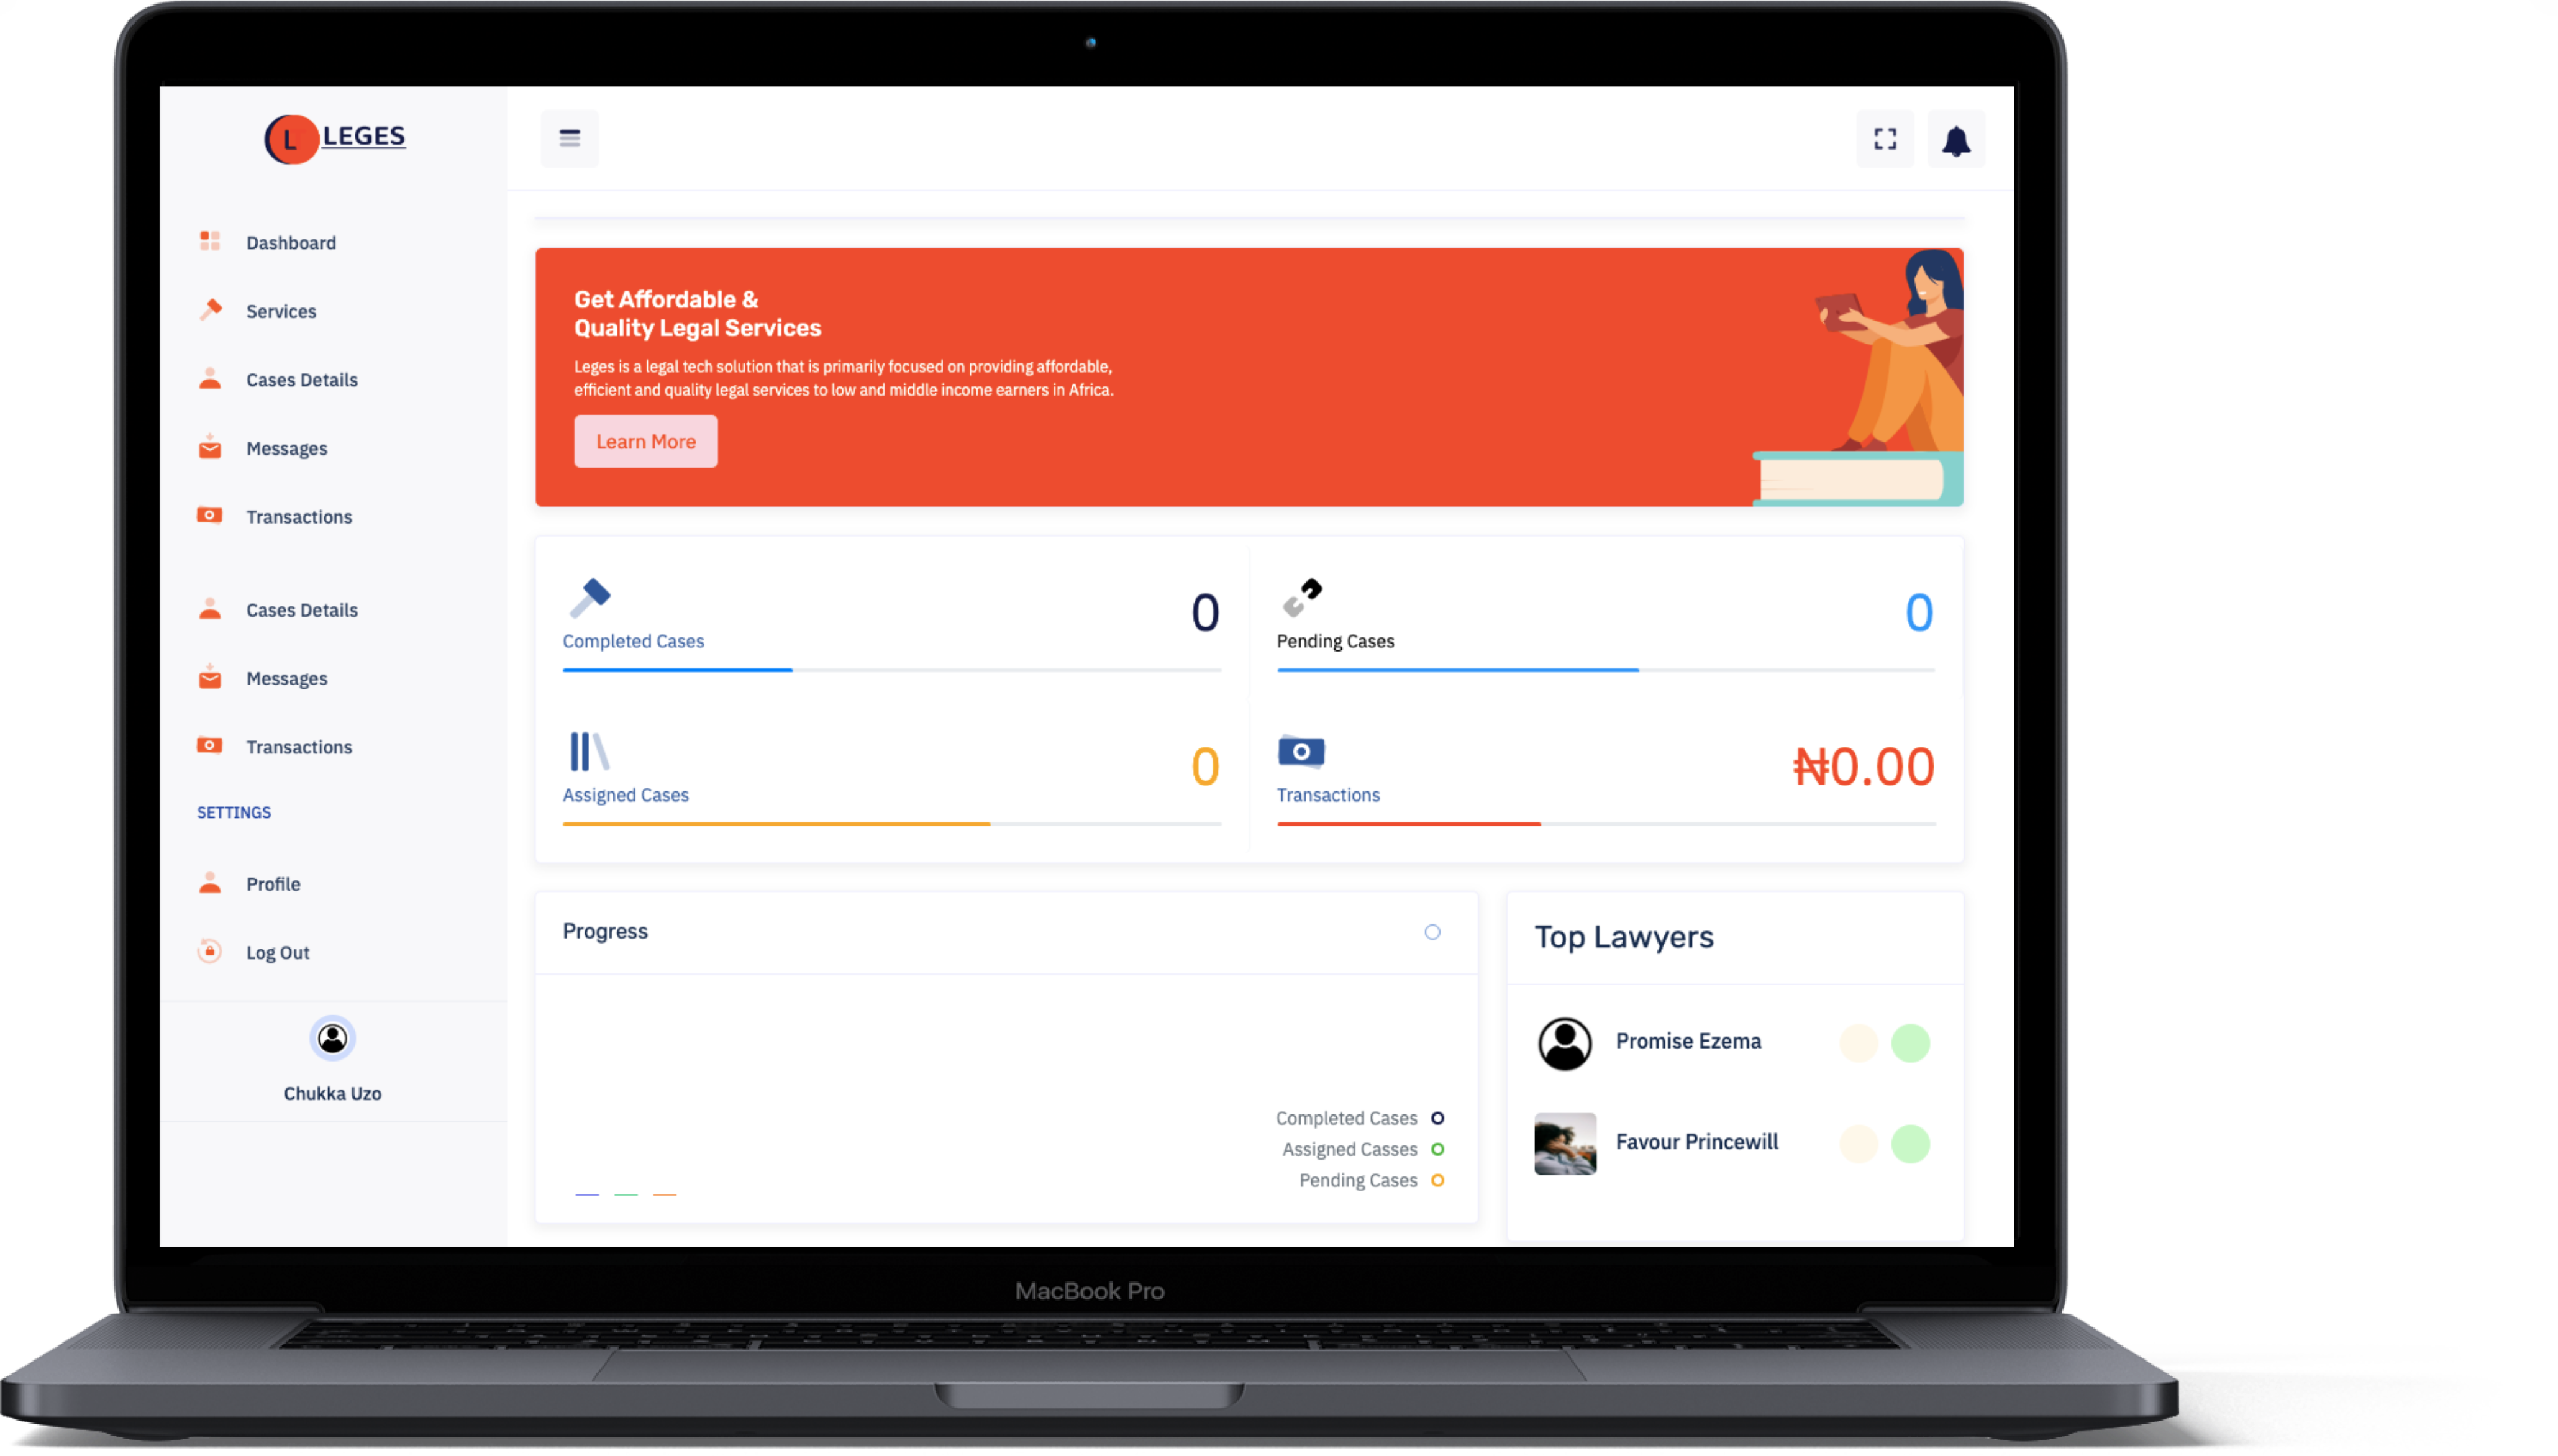 L LEGES
Dashboard
Services
Cases Details
Messages
Transactions
Cases Details
Messages
Transactions
SETTINGS
Profile
Log Out
Chukka Uzo
Get Affordable &
Quality Legal Services
Leges is a legal tech solution that is primarily focused on providing affordable,
efficient and quality legal services to low and middle income earners in Africa.
Learn More
0
Completed Cases
0
Pending Cases
0
Assigned Cases
₦0.00
Transactions
Progress
Completed Cases
Assigned Casses
Pending Cases
Top Lawyers
Promise Ezema
Favour Princewill
MacBook Pro